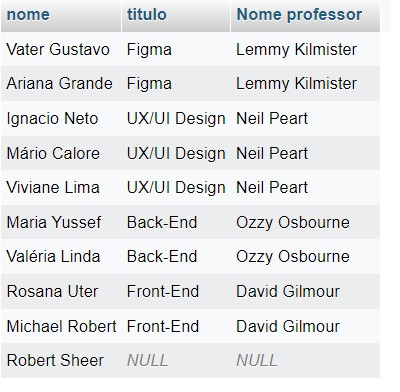 nome titulo Nome professor
Vater Gustavo Figma Lemmy Kilmister
Ariana Grande Figma Lemmy Kilmister
Ignacio Neto UX/UI Design Neil Peart
Mário Calore UX/UI Design Neil Peart
Viviane Lima UX/UI Design Neil Peart
Maria Yussef Back-End Ozzy Osbourne
Valéria Linda Back-End Ozzy Osbourne
Rosana Uter Front-End David Gilmour
Michael Robert Front-End David Gilmour
Robert Sheer NULL NULL